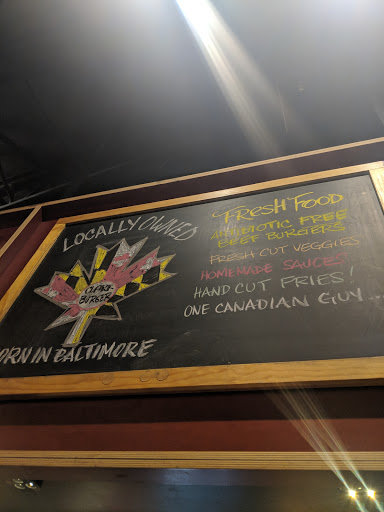 LOCALLY OWNED
CLARK
BURGER
ORN IN BALTIMORE
FRESH FOOD
ANTIBIOTIC FREE
BEEF BURGERS
FRESH CUT VEGGIES
HOMEMADE SAUCES
HAND CUT FRIES!
ONE CANADIAN GUY...